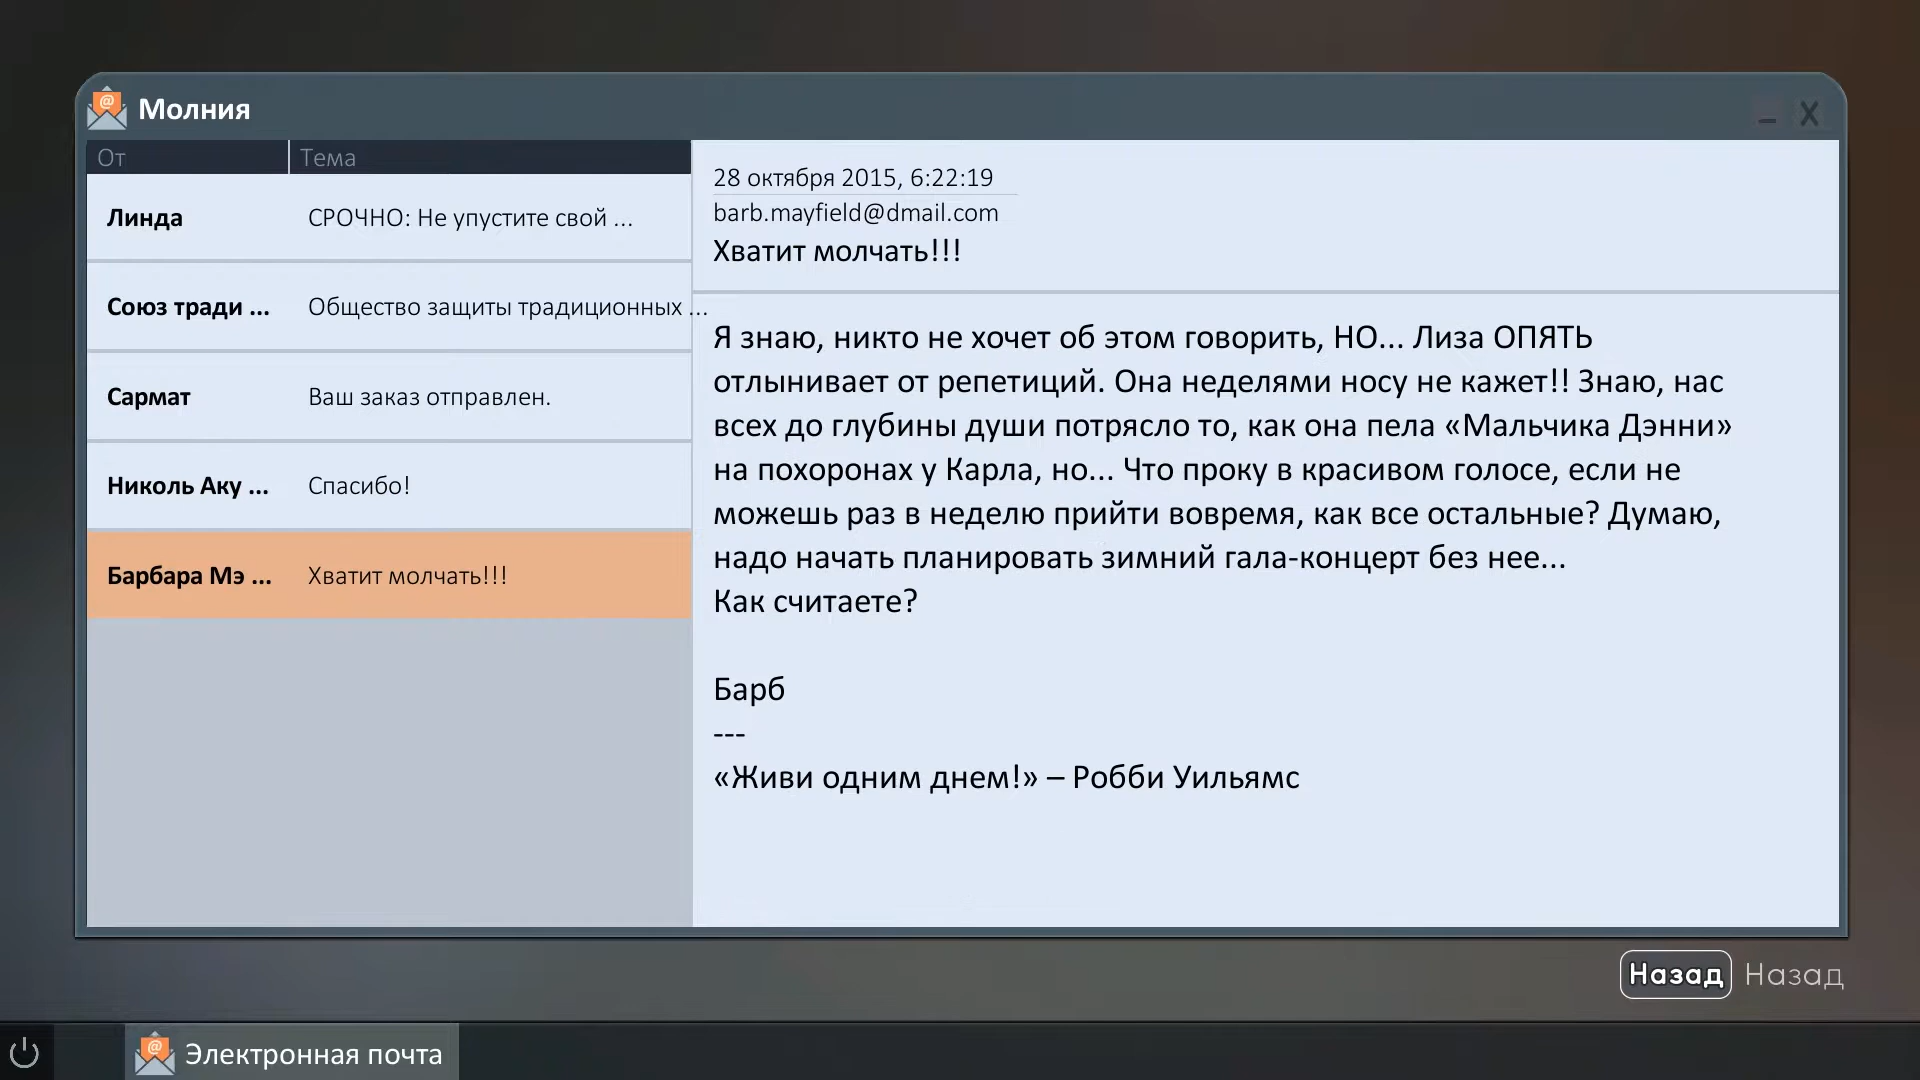 Молния
От Тема
Линда СРОЧНО: Не упустите свой ...
Союз тради ... Общество защиты традиционных ...
Сармат Ваш заказ отправлен.
Николь Аку ... Спасибо!
Барбара Мэ ... Хватит молчать!!!
28 октября 2015, 6:22:19
barb.mayfield@dmail.com
Хватит молчать!!!
Я знаю, никто не хочет об этом говорить, НО... Лиза ОПЯТЬ
отлынивает от репетиций. Она неделями носу не кажет!! Знаю, нас
всех до глубины души потрясло то, как она пела «Мальчика Дэнни»
на похоронах у Карла, но... Что проку в красивом голосе, если не
можешь раз в неделю прийти вовремя, как все остальные? Думаю,
надо начать планировать зимний гала-концерт без нее...
Как считаете?
Барб
---
«Живи одним днем!» – Робби Уильямс
Назад Назад
Электронная почта